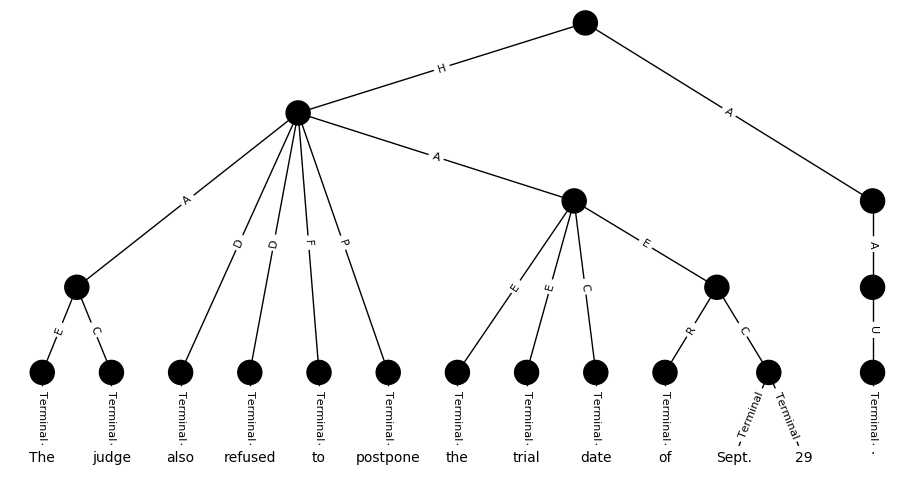 H
A
A
A
D
D
F
P
E
A
E
C
E
E
C
R
C
U
Terminal Terminal Terminal Terminal Terminal Terminal Terminal Terminal Terminal Terminal Terminal Terminal Terminal
The judge also refused to postpone the trial date of Sept. 29 .